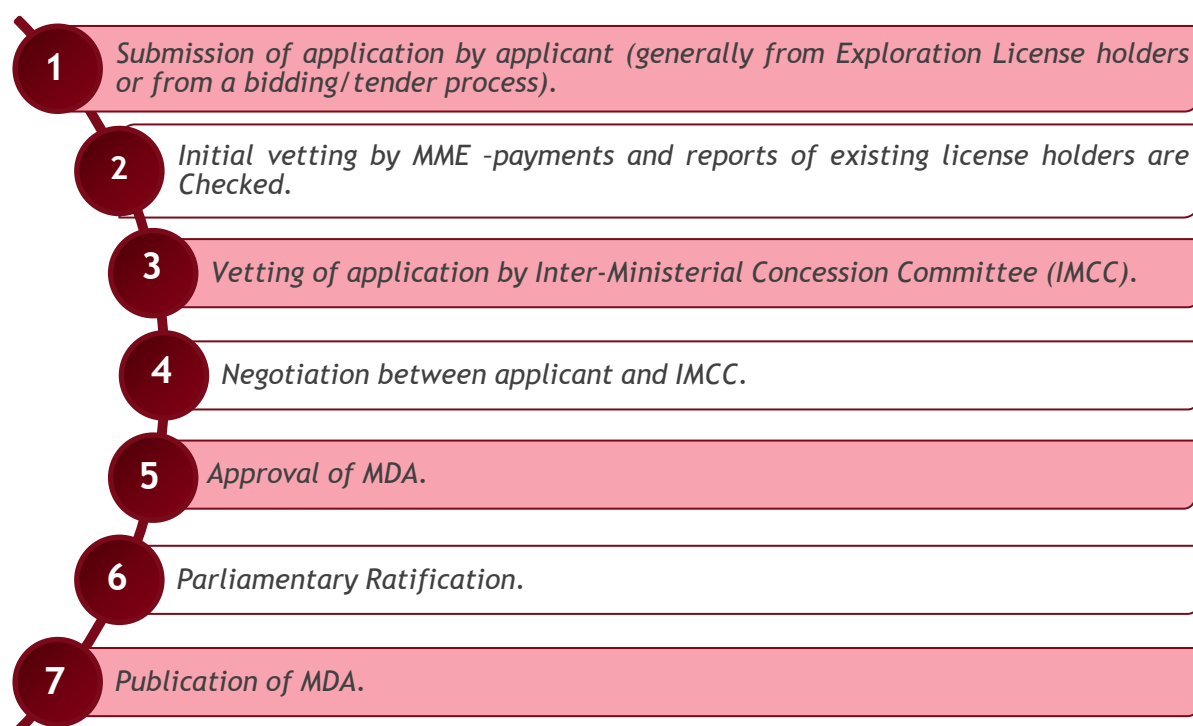 1
Submission of application by applicant (generally from Exploration License holders
or from a bidding/tender process).
2
Initial vetting by MME –payments and reports of existing license holders are
Checked.
3
Vetting of application by Inter-Ministerial Concession Committee (IMCC).
4
Negotiation between applicant and IMCC.
5
Approval of MDA.
6
Parliamentary Ratification.
7
Publication of MDA.